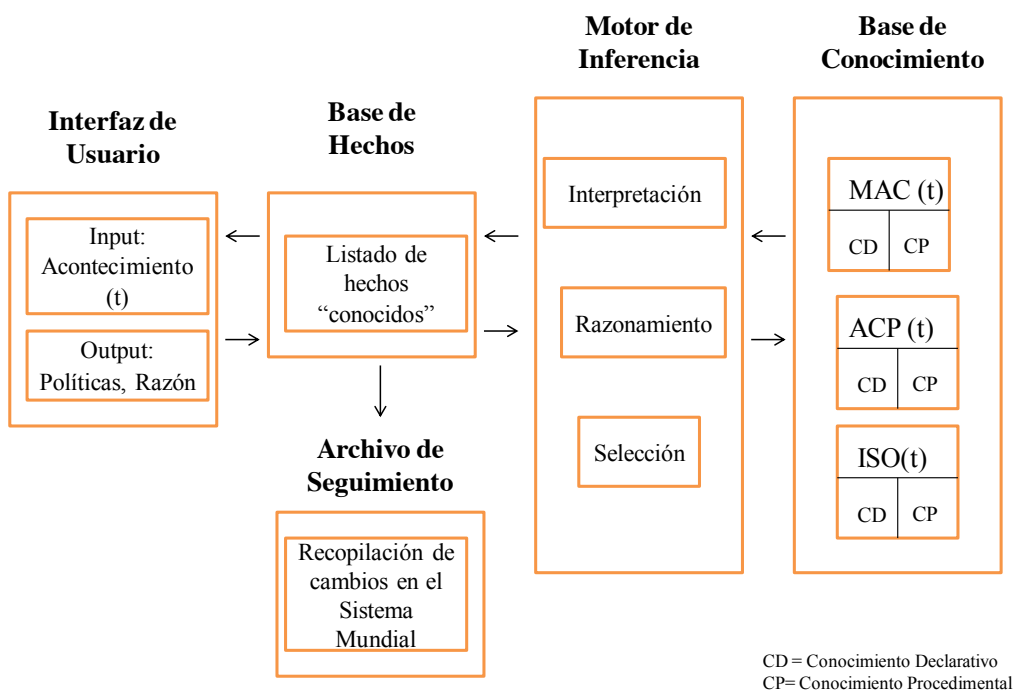 Interfaz de
Usuario
Input:
Acontecimiento
(t)
Output:
Políticas, Razón
Base de
Hechos
Listado de
hechos
“conocidos”
Archivo de
Seguimiento
Recopilación de
cambios en el
Sistema
Mundial
Motor de
Inferencia
Interpretación
Razonamiento
Selección
Base de
Conocimiento
MAC (t)
CD CP
ACP (t)
CD CP
ISO(t)
CD CP
CD = Conocimiento Declarativo
CP= Conocimiento Procedimental